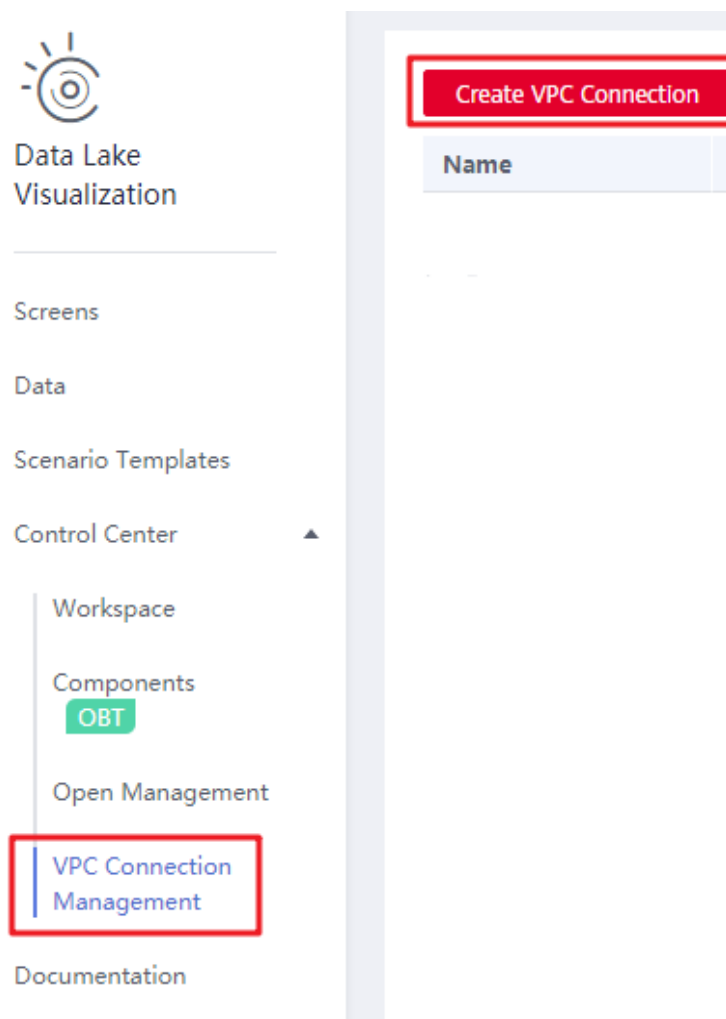 Data Lake
Visualization
Screens
Data
Scenario Templates
Control Center
Workspace
Components
OBT
Open Management
VPC Connection
Management
Documentation
Create VPC Connection
Name